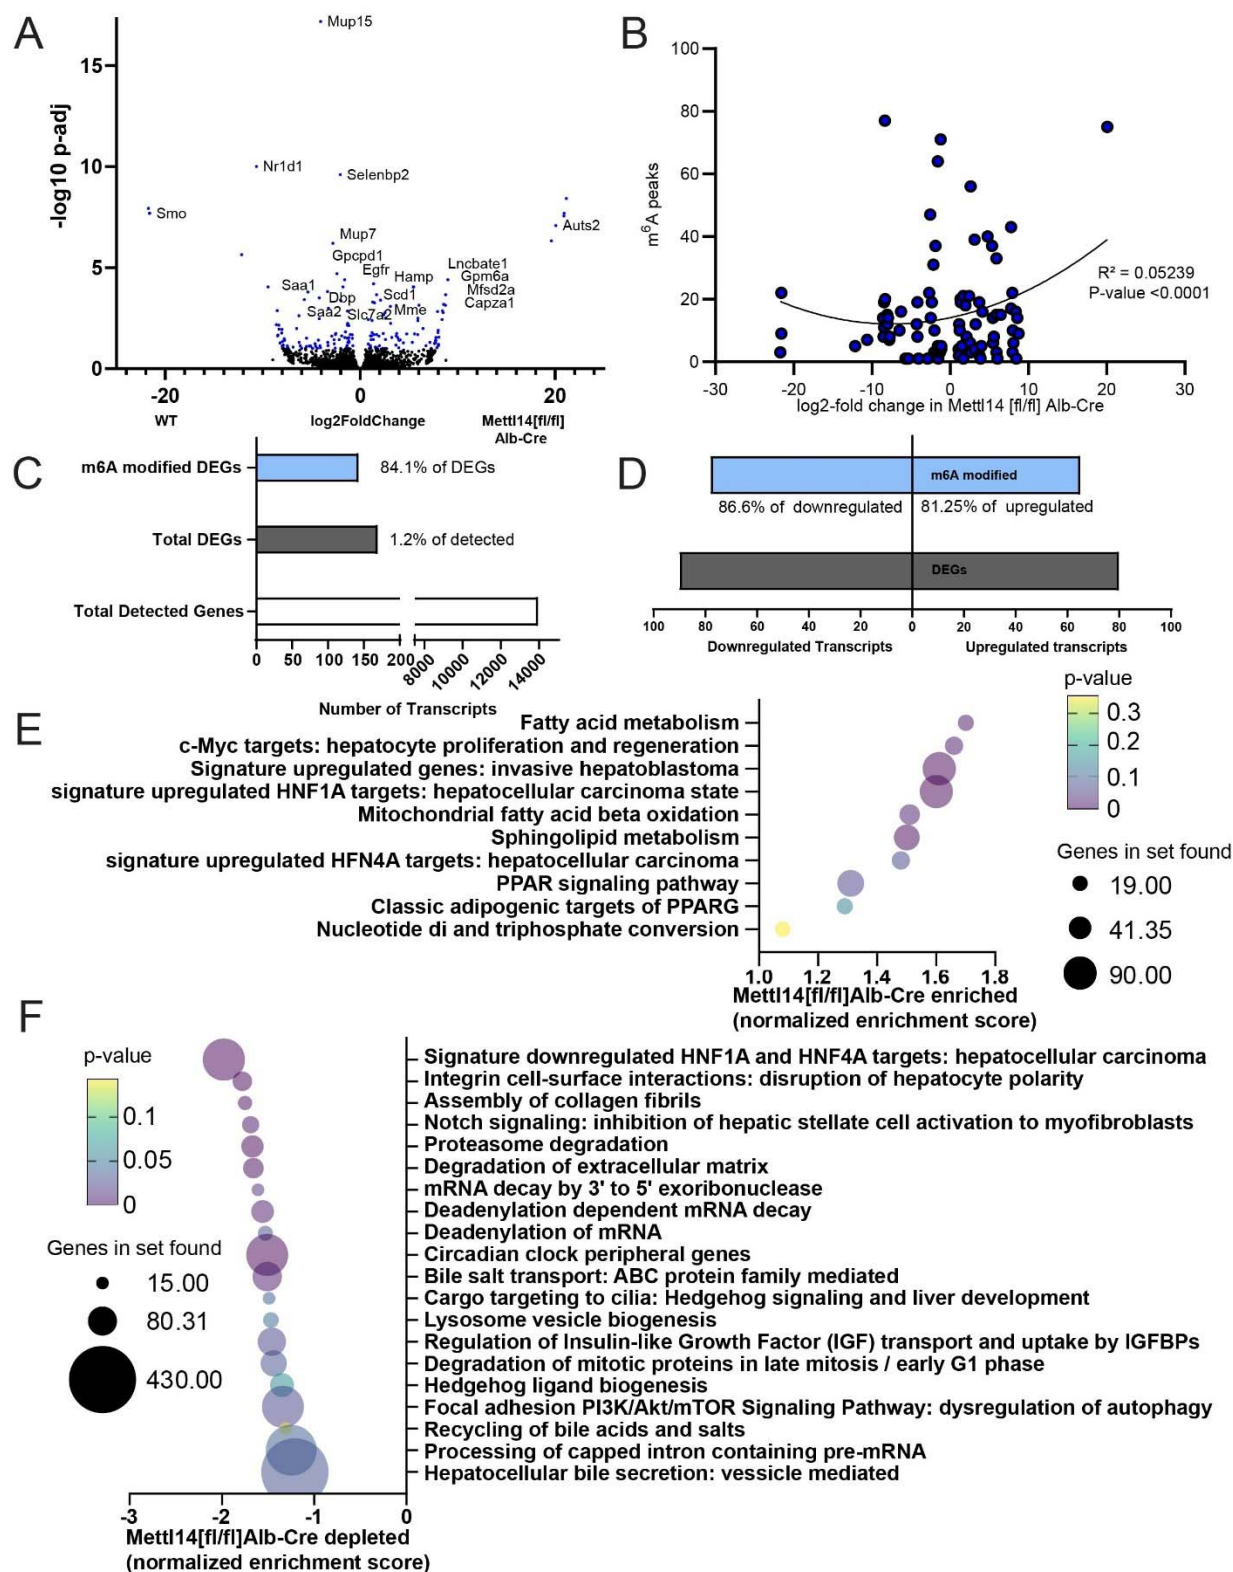 A
-log10 p-adj
15
10
5
0
Mup15
Nr1d1
Selenbp2
Smo
Auts2
Mup7
Gpcpd1
Egfr
Hamp
Lncbate1
Gpm6a
Mfsd2a
Capza1
Saa1
Dbp
Scd1
Saa2
Slc7a2
Mme
-20
0
20
WT
log2FoldChange
Mettl14[fl/fl]
Alb-Cre
B
m⁶A peaks
100
80
60
40
20
0
R² = 0.05239
P-value <0.0001
-30
-20
-10
0
10
20
30
log2-fold change in Mettl14 [fl/fl] Alb-Cre
C
m6A modified DEGs
84.1% of DEGs
Total DEGs
1.2% of detected
Total Detected Genes
0
50
100
150
200
8000
10000
12000
14000
Number of Transcripts
D
m6A modified
86.6% of downregulated
81.25% of upregulated
DEGs
100
80
60
40
20
0
20
40
60
80
100
Downregulated Transcripts
Upregulated transcripts
E
Fatty acid metabolism
c-Myc targets: hepatocyte proliferation and regeneration
Signature upregulated genes: invasive hepatoblastoma
signature upregulated HNF1A targets: hepatocellular carcinoma state
Mitochondrial fatty acid beta oxidation
Sphingolipid metabolism
signature upregulated HFN4A targets: hepatocellular carcinoma
PPAR signaling pathway
Classic adipogenic targets of PPARG
Nucleotide di and triphosphate conversion
1.0
1.2
1.4
1.6
1.8
Mettl14[fl/fl]Alb-Cre enriched
(normalized enrichment score)
p-value
0.3
0.2
0.1
0
Genes in set found
19.00
41.35
90.00
F
p-value
0.1
0.05
0
Genes in set found
15.00
80.31
430.00
Signature downregulated HNF1A and HNF4A targets: hepatocellular carcinoma
Integrin cell-surface interactions: disruption of hepatocyte polarity
Assembly of collagen fibrils
Notch signaling: inhibition of hepatic stellate cell activation to myofibroblasts
Proteasome degradation
Degradation of extracellular matrix
mRNA decay by 3' to 5' exoribonuclease
Deadenylation dependent mRNA decay
Deadenylation of mRNA
Circadian clock peripheral genes
Bile salt transport: ABC protein family mediated
Cargo targeting to cilia: Hedgehog signaling and liver development
Lysosome vesicle biogenesis
Regulation of Insulin-like Growth Factor (IGF) transport and uptake by IGFBPs
Degradation of mitotic proteins in late mitosis / early G1 phase
Hedgehog ligand biogenesis
Focal adhesion PI3K/Akt/mTOR Signaling Pathway: dysregulation of autophagy
Recycling of bile acids and salts
Processing of capped intron containing pre-mRNA
Hepatocellular bile secretion: vessicle mediated
-3
-2
-1
0
Mettl14[fl/fl]Alb-Cre depleted
(normalized enrichment score)